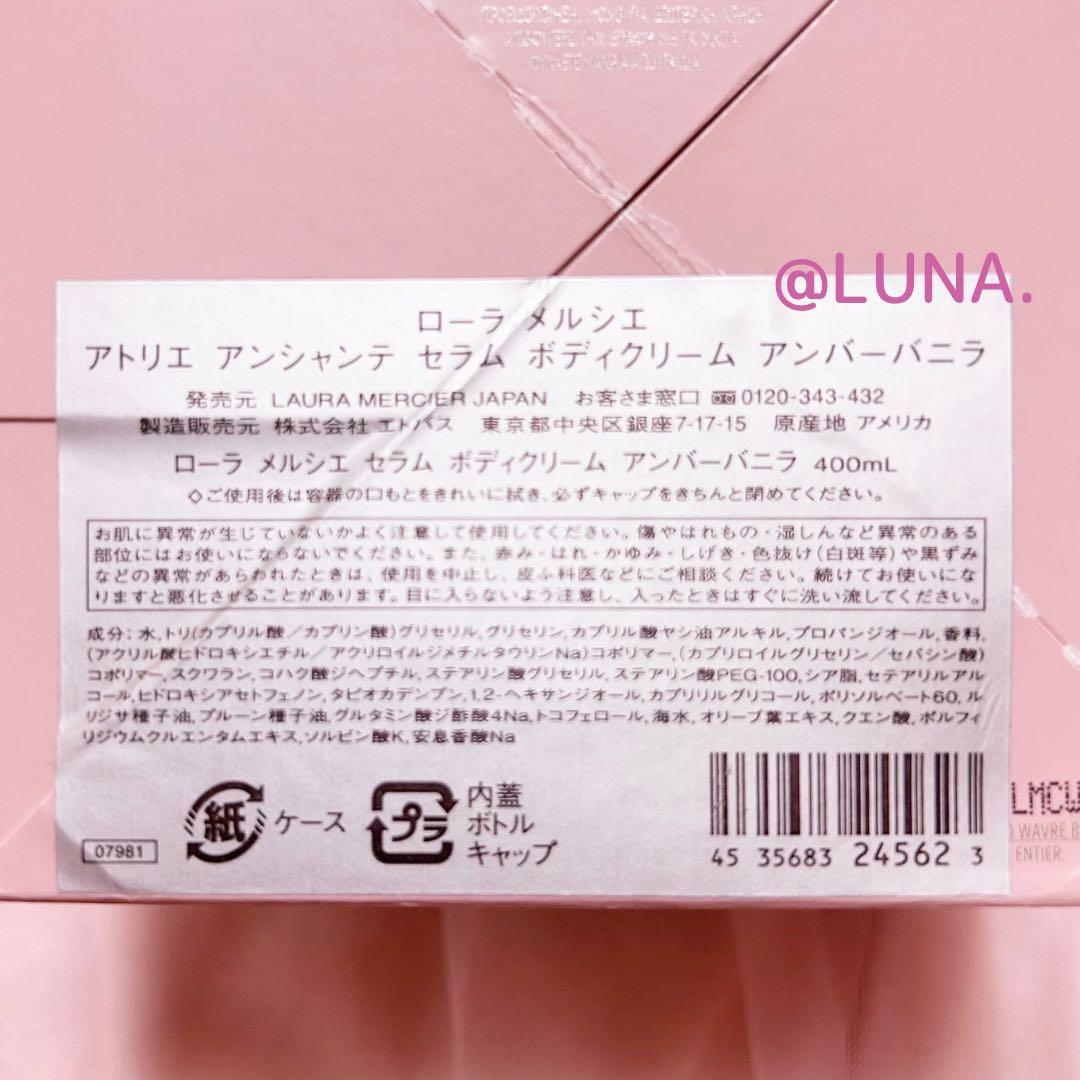 @LUNA.
ローラ メルシエ
アトリエ アンシャンテ セラム ボディクリーム アンバーバニラ
発売元 LAURA MERCIER JAPAN お客さま窓口 0120-343-432
製造販売元 株式会社 エトバス 東京都中央区銀座7-17-15 原産地 アメリカ
ローラ メルシエ セラム ボディクリーム アンバーバニラ 400mL
◇ご使用後は容器の口もとをきれいに拭き、必ずキャップをきちんと閉めてください。
お肌に異常が生じていないかよく注意して使用してください。傷やはれもの・湿しんなど異常のある
部位にはお使いにならないでください。また、赤み・はれ・かゆみ・しげき・色抜け(白斑等)や黒ずみ
などの異常があらわれたときは、使用を中止し、皮ふ科医などにご相談ください。続けてお使いにな
りますと悪化させることがあります。目に入らないよう注意し、入ったときはすぐに洗い流してください。
成分:水,トリ(カプリル酸/カプリン酸)グリセリル,グリセリン,カプリル酸ヤシ油アルキル,プロパンジオール,香料,
(アクリル酸ヒドロキシエチル/アクリロイルジメチルタウリンNa)コポリマー,(カプリロイルグリセリン/セバシン酸)
コポリマー,スクワラン,コハク酸ジヘプチル,ステアリン酸グリセリル,ステアリン酸PEG-100,シア脂,セテアリルアル
コール,ヒドロキシアセトフェノン,タピオカデンプン,1,2-ヘキサンジオール,カプリリルグリコール,ポリソルベート60,ル
リジサ種子油,プルーン種子油,グルタミン酸ジ酢酸4Na,トコフェロール,海水,オリーブ葉エキス,クエン酸,ポルフィ
リジウムクルエンタムエキス,ソルビン酸K,安息香酸Na
紙 ケース
プラ 内蓋
ボトル
キャップ
07981
45 35683 24562 3
LMCW
WAVRE B
ENTIER.